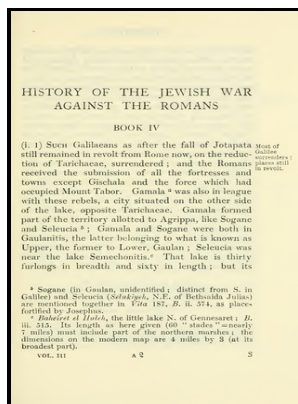 HISTORY OF THE JEWISH WAR
AGAINST THE ROMANS
BOOK IV
(i. 1) SUCH Galilaeans as after the fall of Jotapata
still remained in revolt from Rome now, on the reduc-
tion of Tarichaeae, surrendered ; and the Romans
received the submission of all the fortresses and
towns except Gischala and the force which had
occupied Mount Tabor. Gamala a was also in league
with these rebels, a city situated on the other side
of the lake, opposite Tarichaeae. Gamala formed
part of the territory allotted to Agrippa, like Sogane
and Seleucia b ; Gamala and Sogane were both in
Gaulanitis, the latter belonging to what is known as
Upper, the former to Lower, Gaulan ; Seleucia was
near the lake Semechonitis.c That lake is thirty
furlongs in breadth and sixty in length ; but its
Most of
Galilee
surrenders ;
places still
in revolt.
b Sogane (in Gaulan, unidentified ; distinct from S. in
Galilee) and Seleucia (Selukiyeh, N.E. of Bethsaida Julias)
are mentioned together in Vita 187, B. ii. 574, as places
fortified by Josephus.
c Baheiret el Huleh, the little lake N. of Gennesaret ; B.
iii. 515. Its length as here given (60 " stades "=nearly
7 miles) must include part of the northern marshes ; the
dimensions on the modern map are 4 miles by 3 (at its
broadest part).
VOL. III A 2 S